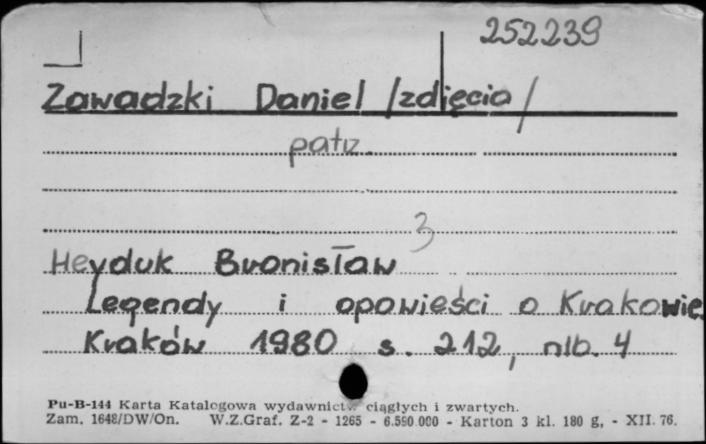 252239
Zawadzki Daniel /zdjęcia/
patrz.
3
Heyduk Bronisław
Legendy i opowieści o Krakowie.
Kraków 1980 s. 212, nlb. 4
Pu-B-144 Karta Katalogowa wydawnictw ciągłych i zwartych.
Zam. 1648/DW/On. W.Z.Graf. Z-2 - 1265 - 6.590.000 - Karton 3 kl. 180 g, - XII. 76.